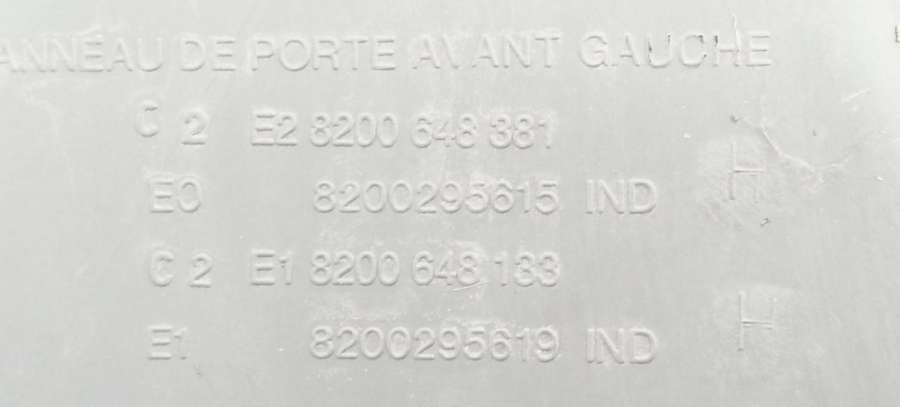 ANNEAU DE PORTE AVANT GAUCHE
C 2 E2 8200 648 381
E0 8200295615 IND H
C 2 E1 8200 648 133
E1 8200295619 IND H